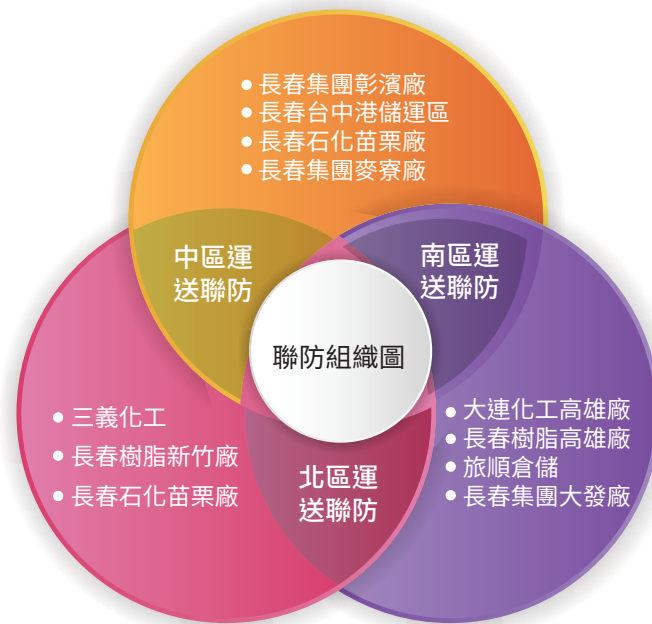 長春集團彰濱廠
長春台中港儲運區
長春石化苗栗廠
長春集團麥寮廠
中區運
送聯防
南區運
送聯防
聯防組織圖
三義化工
長春樹脂新竹廠
長春石化苗栗廠
大連化工高雄廠
長春樹脂高雄廠
旅順倉儲
長春集團大發廠
北區運
送聯防